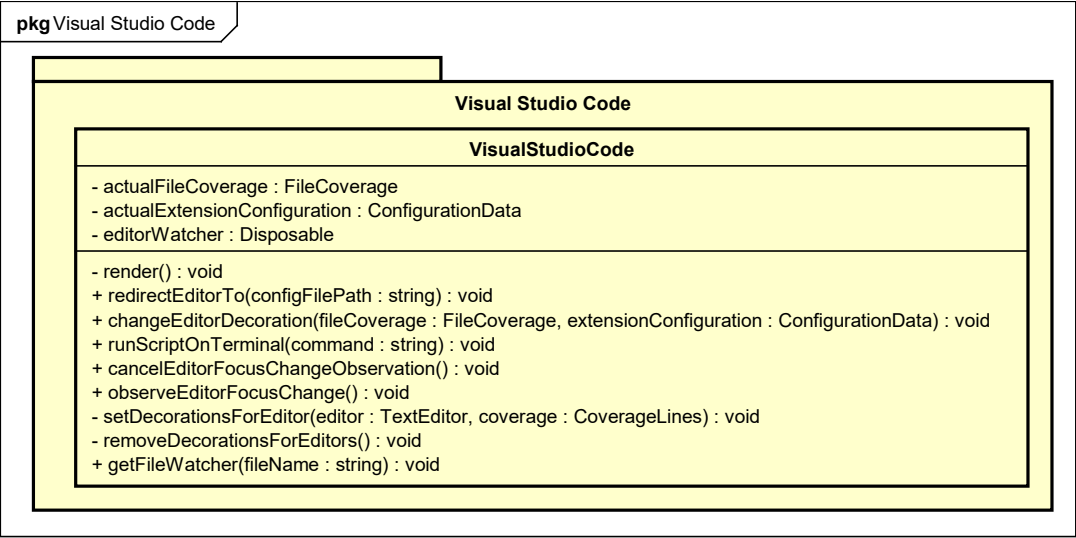 pkg Visual Studio Code
Visual Studio Code
VisualStudioCode
- actualFileCoverage : FileCoverage
- actualExtensionConfiguration : ConfigurationData
- editorWatcher : Disposable
- render() : void
+ redirectEditorTo(configFilePath : string) : void
+ changeEditorDecoration(fileCoverage : FileCoverage, extensionConfiguration : ConfigurationData) : void
+ runScriptOnTerminal(command : string) : void
+ cancelEditorFocusChangeObservation() : void
+ observeEditorFocusChange() : void
- setDecorationsForEditor(editor : TextEditor, coverage : CoverageLines) : void
- removeDecorationsForEditors() : void
+ getFileWatcher(fileName : string) : void